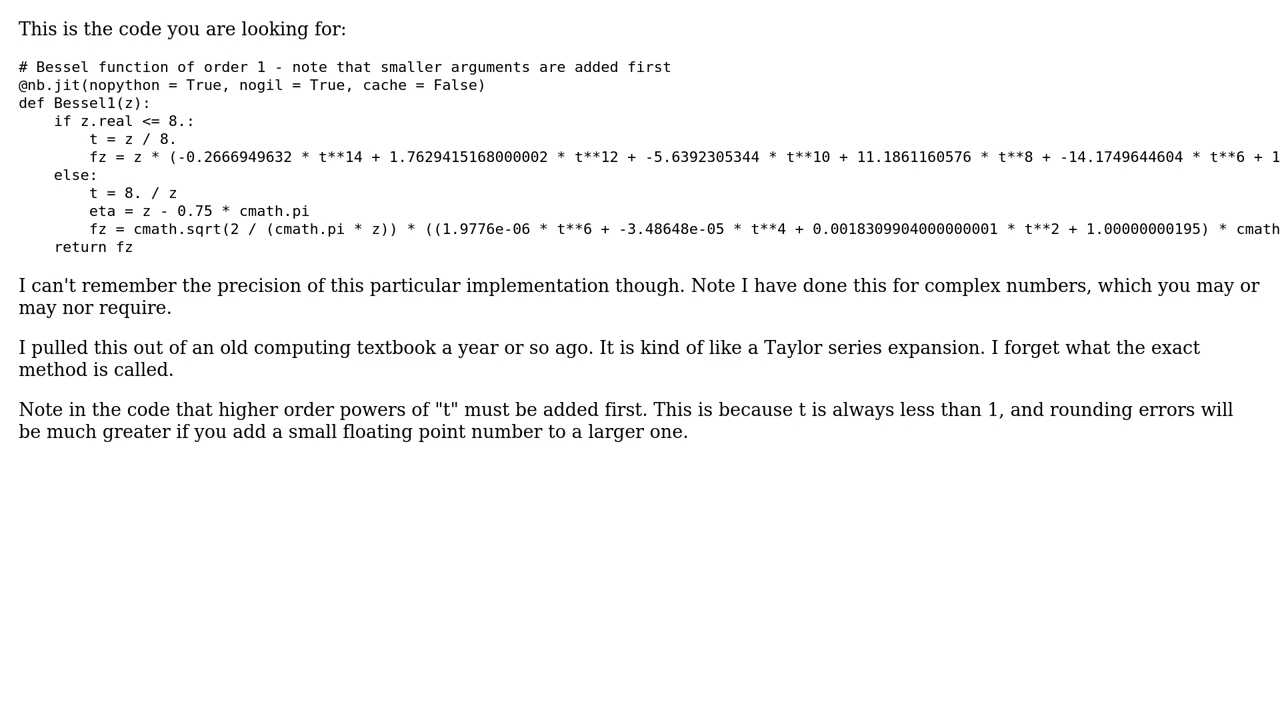 This is the code you are looking for:
# Bessel function of order 1 - note that smaller arguments are added first
@nb.jit(nopython = True, nogil = True, cache = False)
def Bessel1(z):
    if z.real <= 8.:
        t = z / 8.
        fz = z * (-0.2666949632 * t**14 + 1.7629415168000002 * t**12 + -5.6392305344 * t**10 + 11.1861160576 * t**8 + -14.1749644604 * t**6 + 1
    else:
        t = 8. / z
        eta = z - 0.75 * cmath.pi
        fz = cmath.sqrt(2 / (cmath.pi * z)) * ((1.9776e-06 * t**6 + -3.48648e-05 * t**4 + 0.0018309904000000001 * t**2 + 1.00000000195) * cmath
    return fz
I can't remember the precision of this particular implementation though. Note I have done this for complex numbers, which you may or
may nor require.
I pulled this out of an old computing textbook a year or so ago. It is kind of like a Taylor series expansion. I forget what the exact
method is called.
Note in the code that higher order powers of "t" must be added first. This is because t is always less than 1, and rounding errors will
be much greater if you add a small floating point number to a larger one.